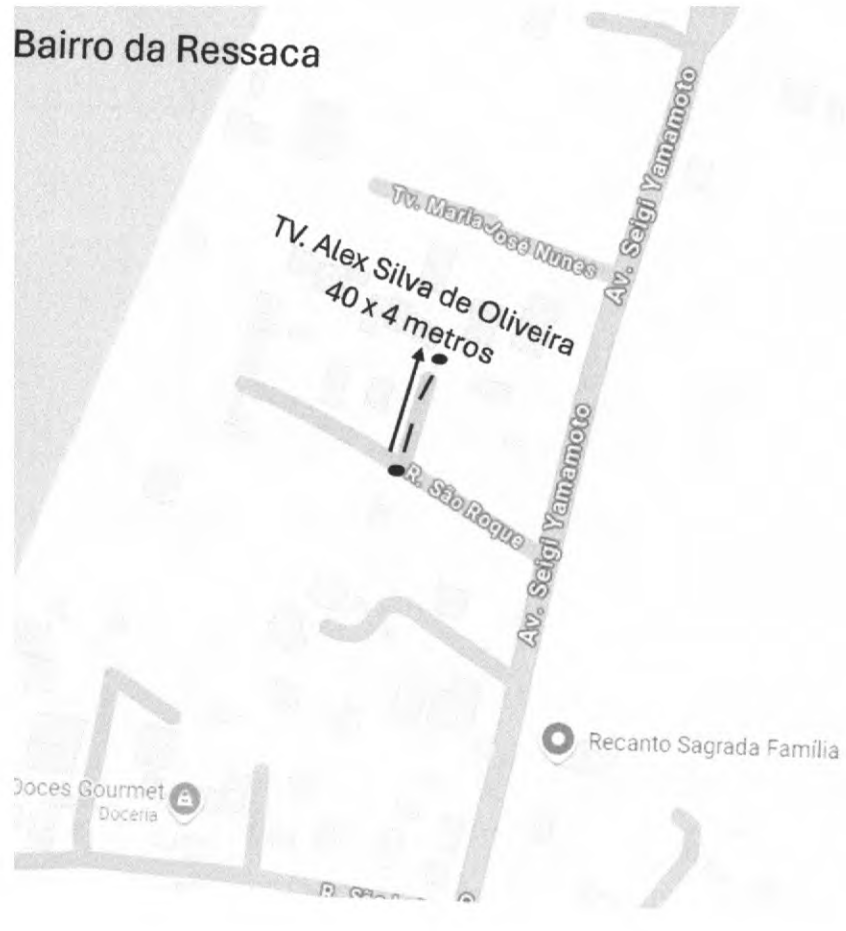 Bairro da Ressaca
Av. Seigi Yamamoto
Tv. Maria José Nunes
TV. Alex Silva de Oliveira
40 x 4 metros
R. São Roque
Av. Seigi Yamamoto
Recanto Sagrada Família
Doces Gourmet
Doceria
R. São